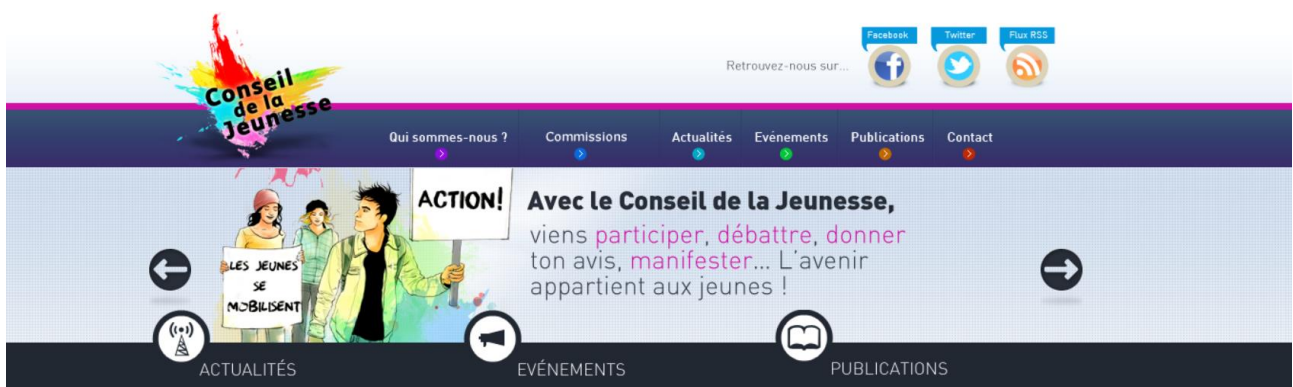 Facebook
Twitter
Flux RSS
Retrouvez-nous sur...
Conseil
de la
Jeunesse
Qui sommes-nous ?
Commissions
Actualités
Evénements
Publications
Contact
ACTION!
LES JEUNES
SE
MOBILISENT
Avec le Conseil de la Jeunesse,
viens participer, débattre, donner
ton avis, manifester... L'avenir
appartient aux jeunes !
ACTUALITÉS
EVÉNEMENTS
PUBLICATIONS